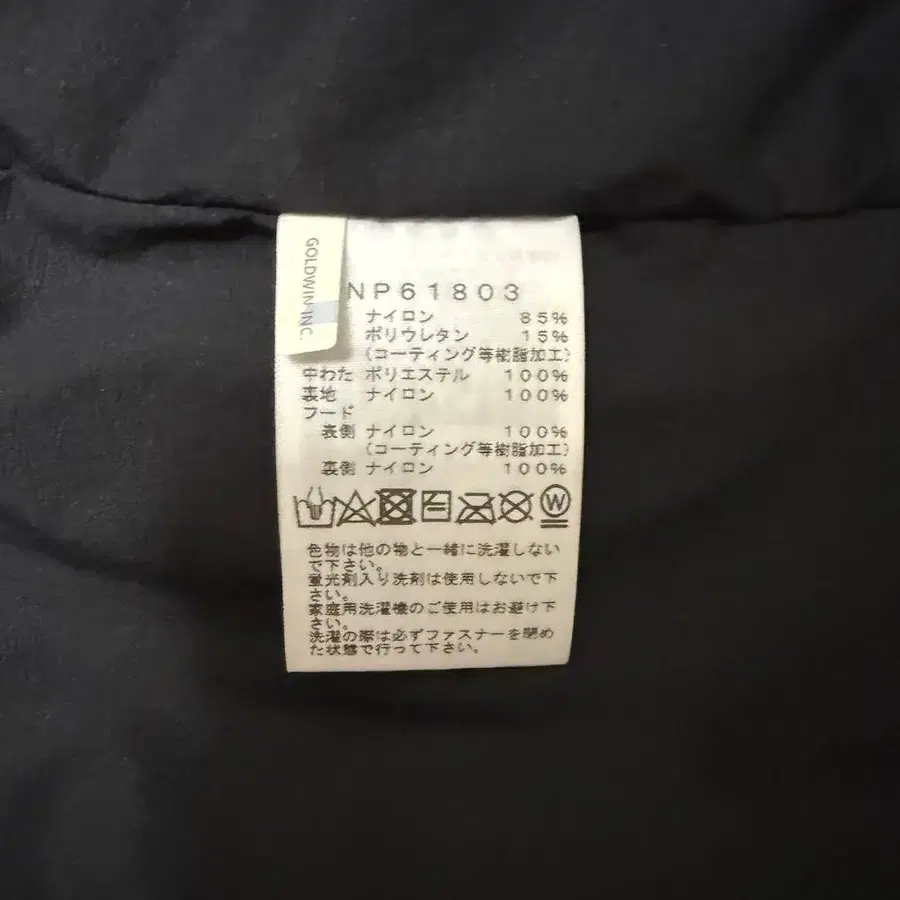 GOLDWIN INC.
NP61803
ナイロン 85%
ポリウレタン 15%
(コーティング等樹脂加工)
中わた ポリエステル 100%
裏地 ナイロン 100%
フード
表側 ナイロン 100%
(コーティング等樹脂加工)
裏側 ナイロン 100%
W
色物は他の物と一緒に洗濯しない
で下さい。
蛍光剤入り洗剤は使用しないで下
さい。
家庭用洗濯機のご使用はお避け下
さい。
洗濯の際は必ずファスナーを閉め
た状態で行って下さい。